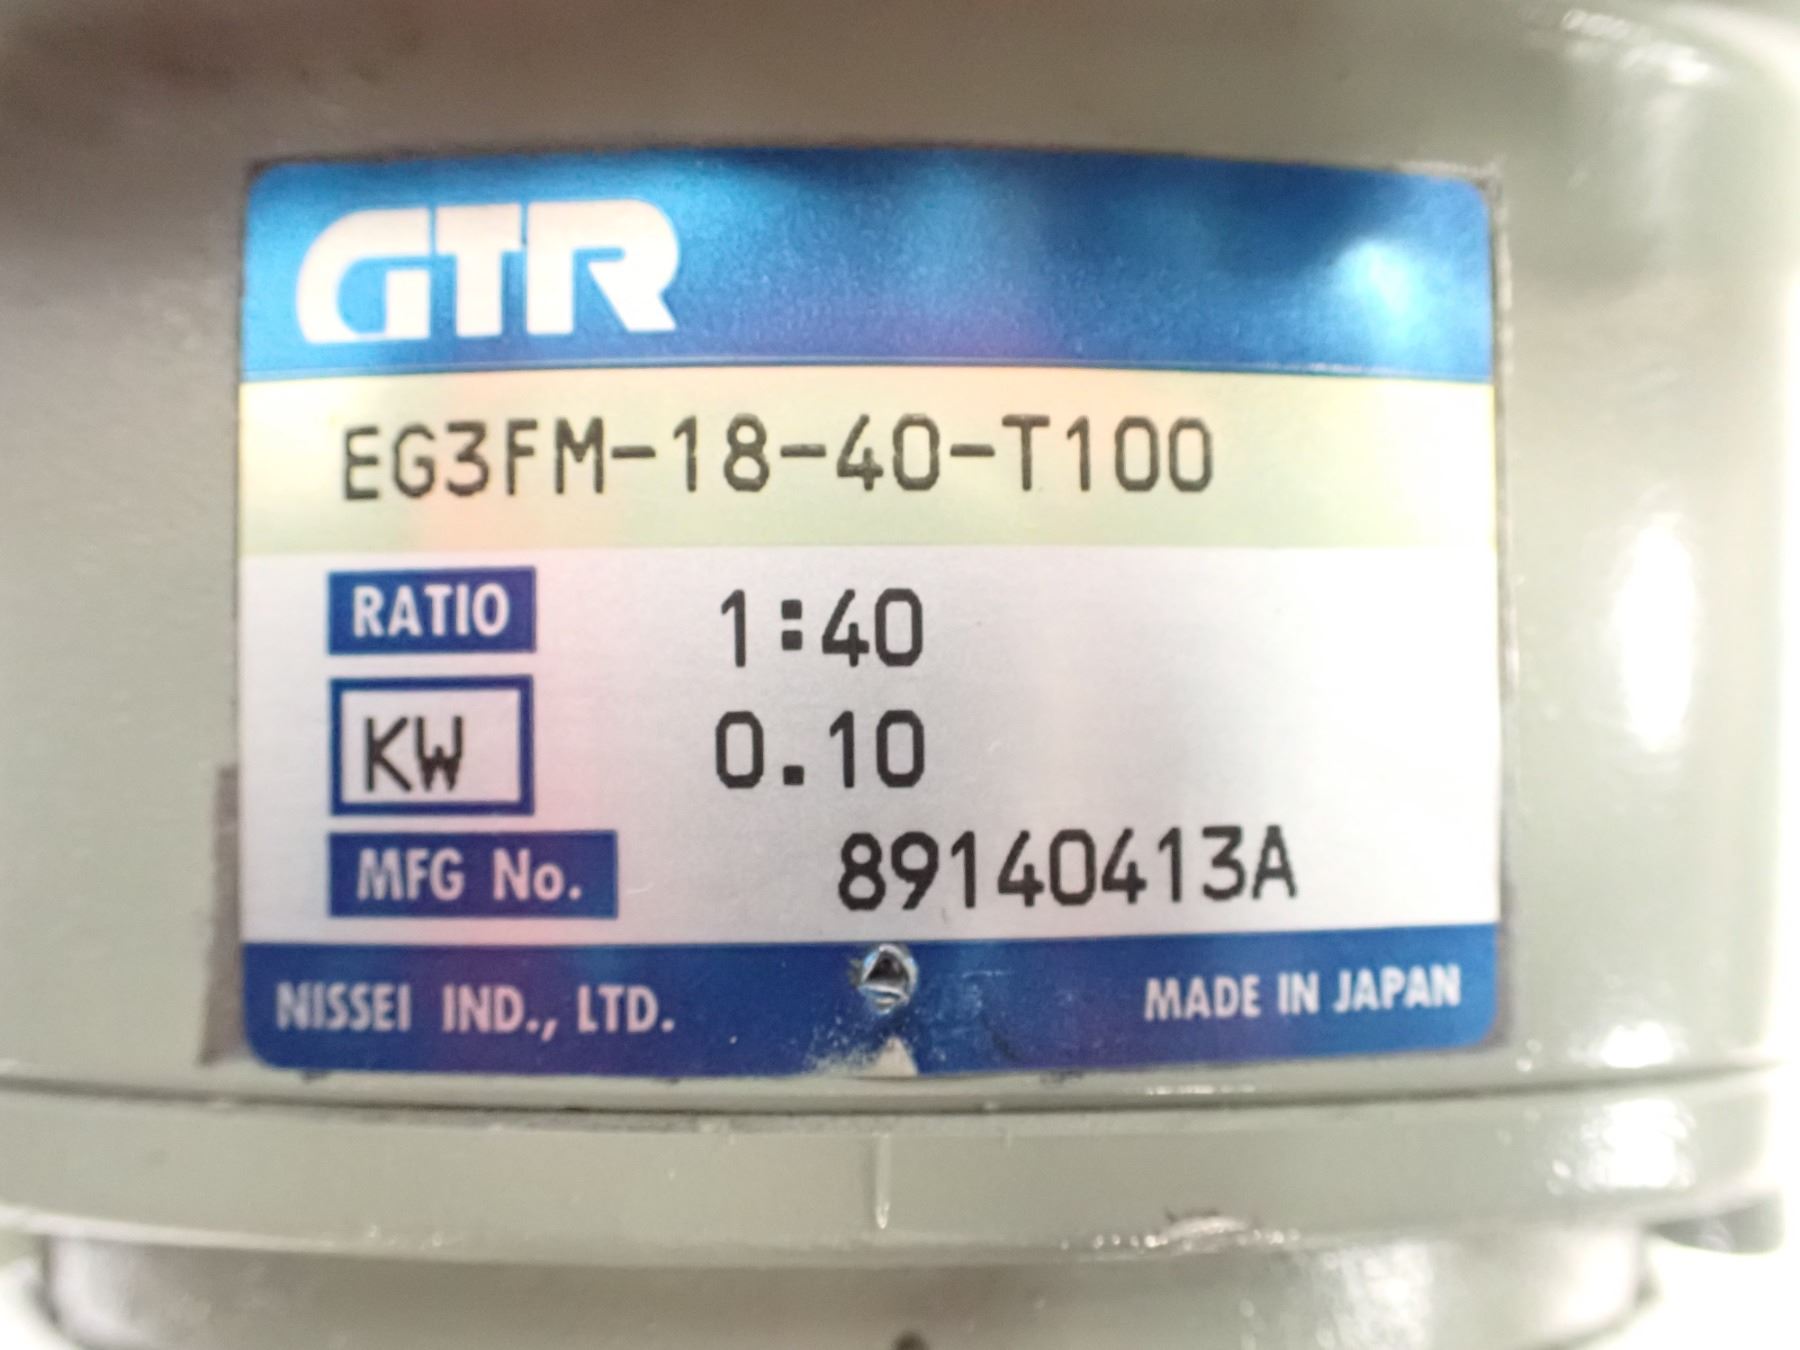 GTR
EG3FM-18-40-T100
RATIO 1:40
KW 0.10
MFG No. 89140413A
NISSEI IND., LTD. MADE IN JAPAN